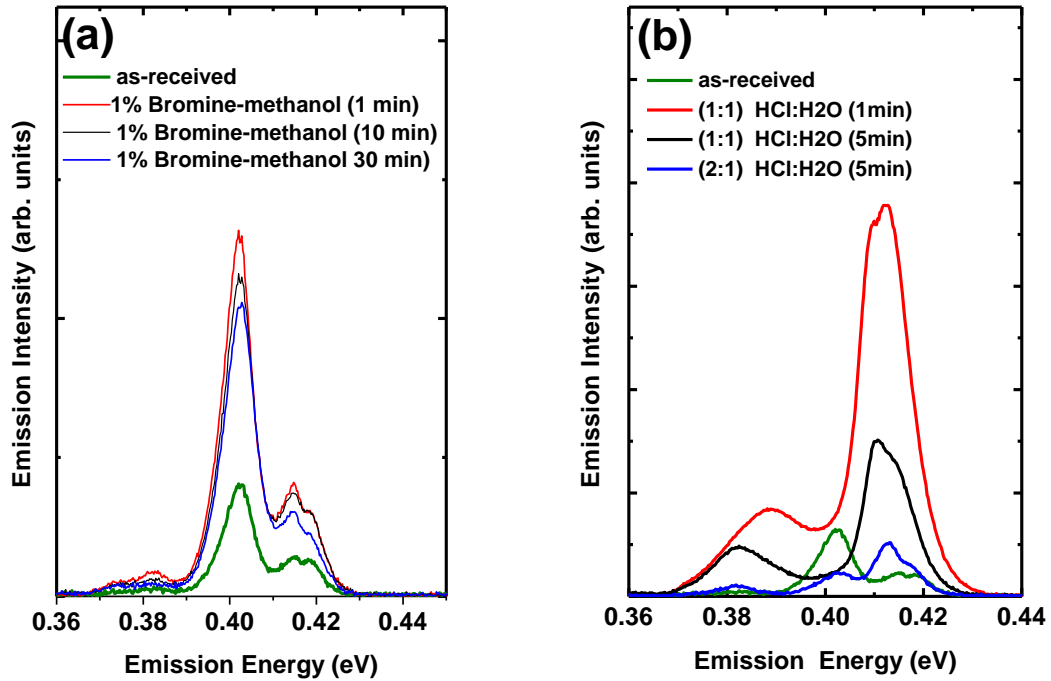 (a)
as-received
1% Bromine-methanol (1 min)
1% Bromine-methanol (10 min)
1% Bromine-methanol 30 min)
Emission Intensity (arb. units)
0.36 0.38 0.40 0.42 0.44
Emission Energy (eV)
(b)
as-received
(1:1) HCl:H2O (1min)
(1:1) HCl:H2O (5min)
(2:1) HCl:H2O (5min)
Emission Intensity (arb. units)
0.36 0.38 0.40 0.42 0.44
Emission Energy (eV)